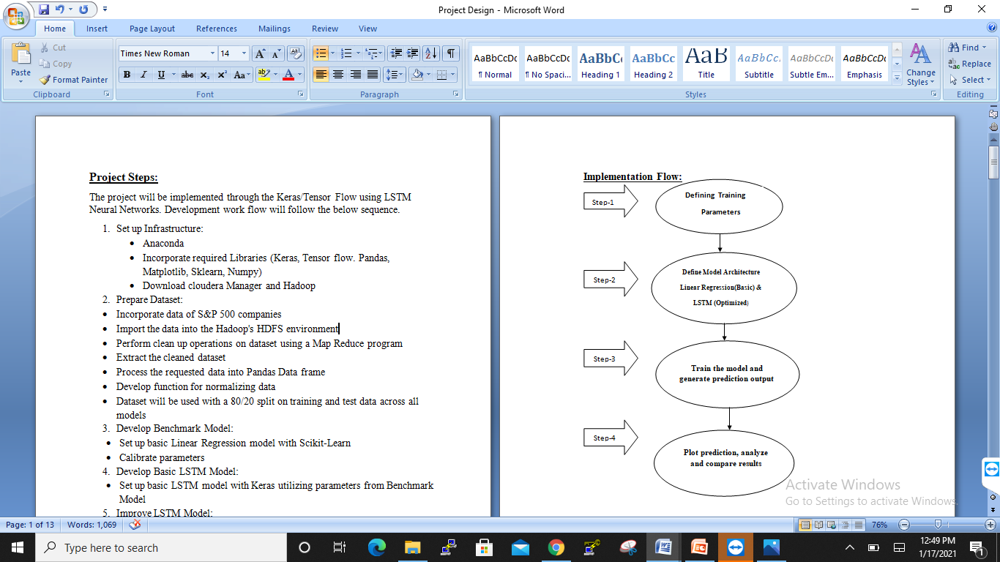 Project Design - Microsoft Word
Home Insert Page Layout References Mailings Review View
Paste
Cut
Copy
Format Painter
Clipboard
Times New Roman 14
B I U abc X₂ X² Aa ab A
Font
Paragraph
AaBbCcDc AaBbCcDc AaBbC AaBbCc AaB AaBbCc. AaBbCcDc AaBbCcDc
¶ Normal ¶ No Spaci... Heading 1 Heading 2 Title Subtitle Subtle Em... Emphasis
Change
Styles
Styles
Find
Replace
Select
Editing
Project Steps:
The project will be implemented through the Keras/Tensor Flow using LSTM
Neural Networks. Development work flow will follow the below sequence.
1. Set up Infrastructure:
• Anaconda
• Incorporate required Libraries (Keras, Tensor flow. Pandas,
Matplotlib, Sklearn, Numpy)
• Download cloudera Manager and Hadoop
2. Prepare Dataset:
• Incorporate data of S&P 500 companies
• Import the data into the Hadoop's HDFS environment
• Perform clean up operations on dataset using a Map Reduce program
• Extract the cleaned dataset
• Process the requested data into Pandas Data frame
• Develop function for normalizing data
• Dataset will be used with a 80/20 split on training and test data across all
models
3. Develop Benchmark Model:
• Set up basic Linear Regression model with Scikit-Learn
• Calibrate parameters
4. Develop Basic LSTM Model:
• Set up basic LSTM model with Keras utilizing parameters from Benchmark
Model
5. Improve LSTM Model:
Implementation Flow:
Step-1
Defining Training
Parameters
Step-2
Define Model Architecture
Linear Regression(Basic) &
LSTM (Optimized)
Step-3
Train the model and
generate prediction output
Step-4
Plot prediction, analyze
and compare results
Activate Windows
Go to Settings to activate Windows.
Page: 1 of 13 Words: 1,069 76%
Type here to search
12:49 PM
1/17/2021
1